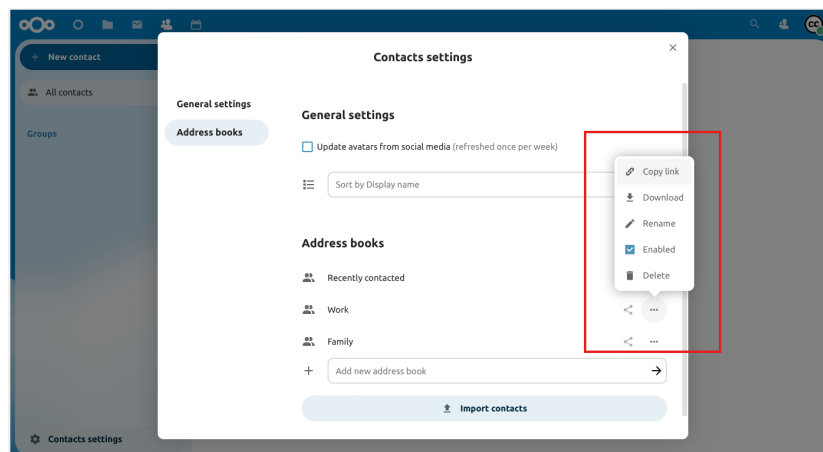 CC
+ New contact
Contacts settings
All contacts
General settings
Address books
Groups
General settings
Update avatars from social media (refreshed once per week)
Sort by Display name
Copy link
Download
Rename
Enabled
Delete
Address books
Recently contacted
Work
Family
Add new address book
Import contacts
Contacts settings